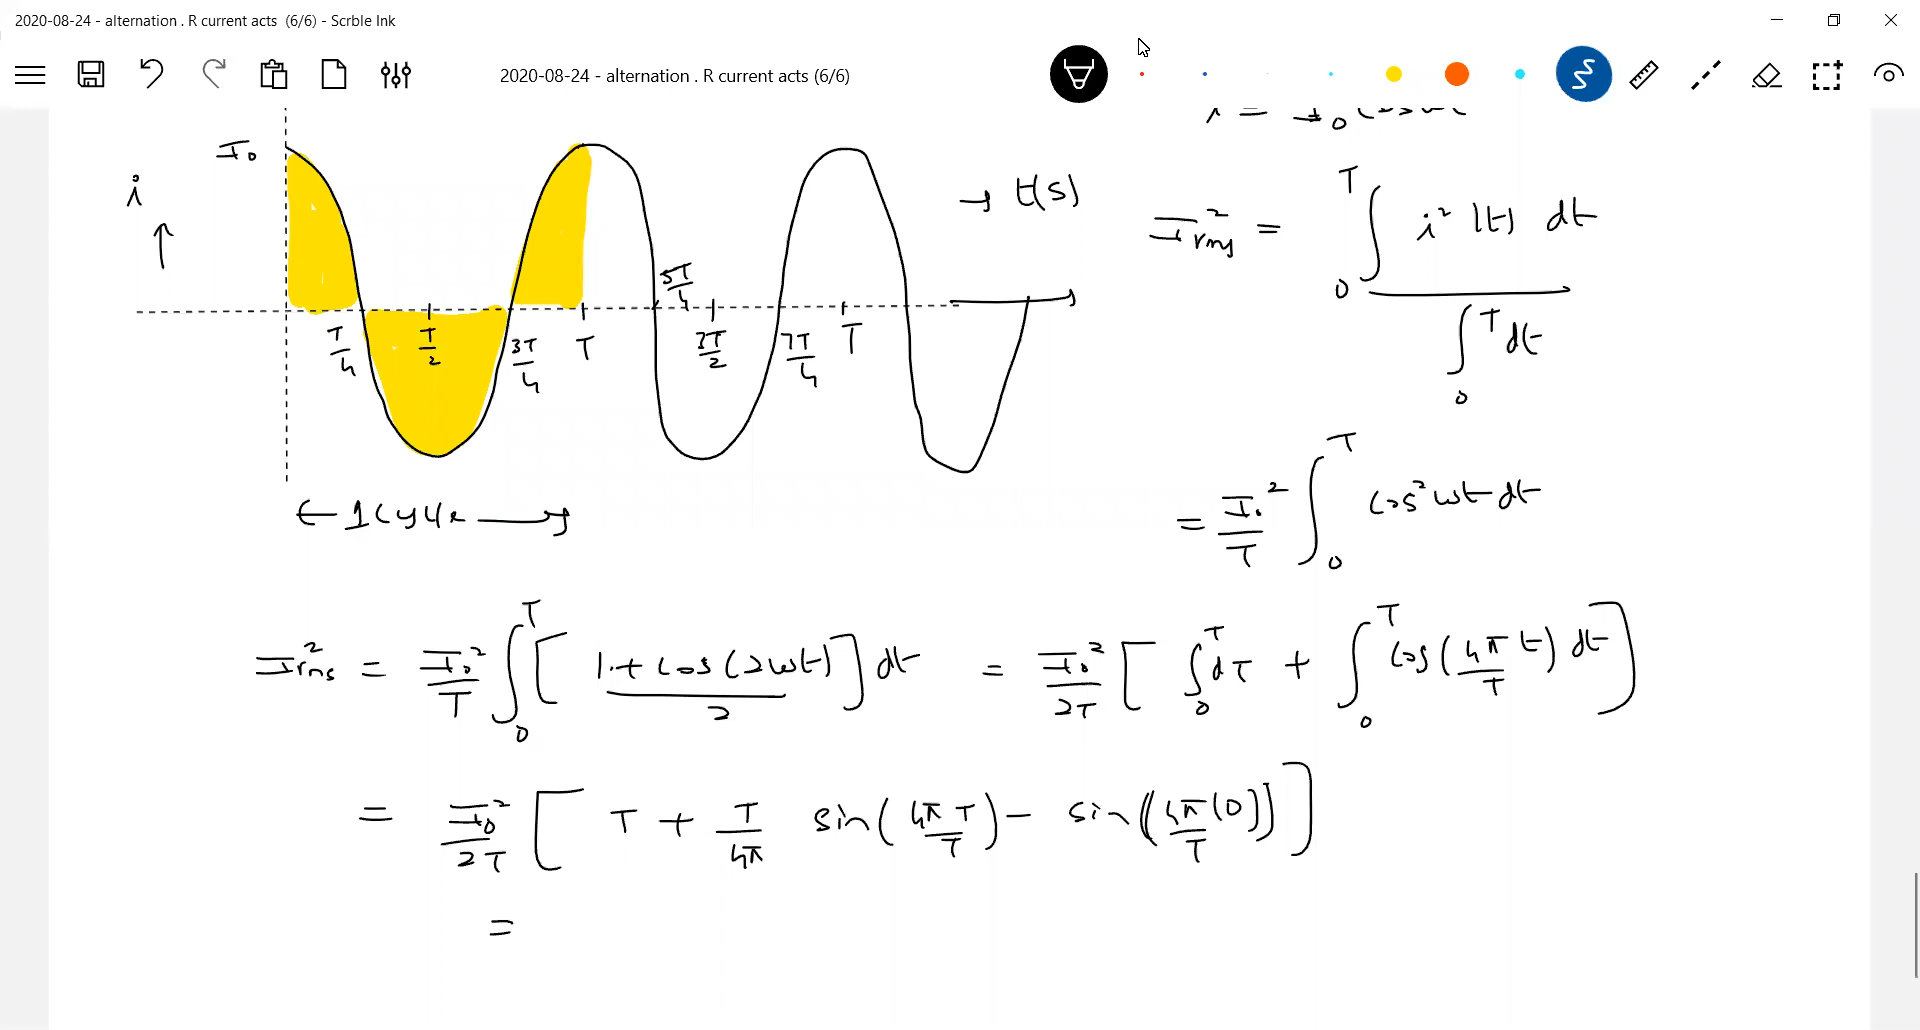 2020-08-24 - alternation . R current acts (6/6) - Scrble Ink
2020-08-24 - alternation . R current acts (6/6)
I₀
i
↑
→ t(s)
T/4
T/2
3T/4
T
5T/4
3T/2
7T/4
T
← 1 cycle →
I²rms = ∫₀ᵀ i² (t) dt / ∫₀ᵀ dt
= I₀²/T ∫₀ᵀ cos² ωt dt
I²rms = I₀²/T ∫₀ᵀ [ 1 + cos(2ωt) / 2 ] dt = I₀²/2T [ ∫₀ᵀ dT + ∫₀ᵀ cos(4π/T t) dt ]
= I₀²/2T [ T + T/4π sin(4π/T T) - sin((4π/T (0)) ]
=